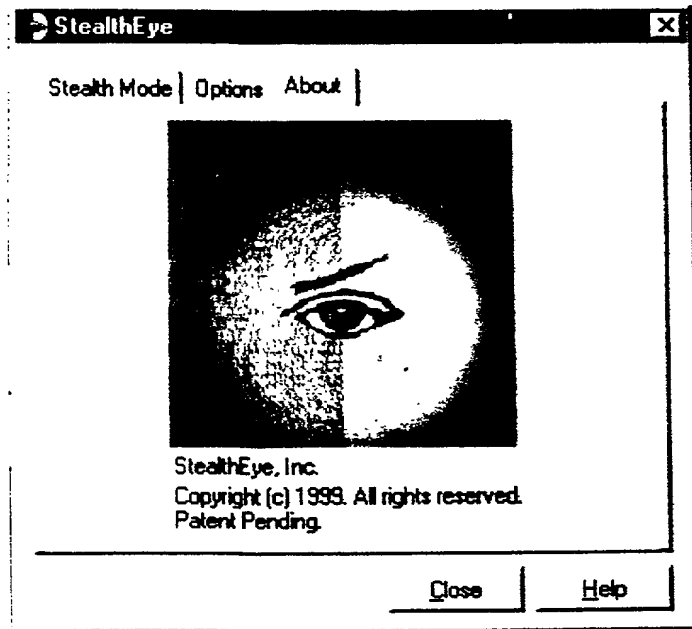 StealthEye
Stealth Mode Options About
StealthEye, Inc.
Copyright (c) 1999. All rights reserved.
Patent Pending.
Close Help